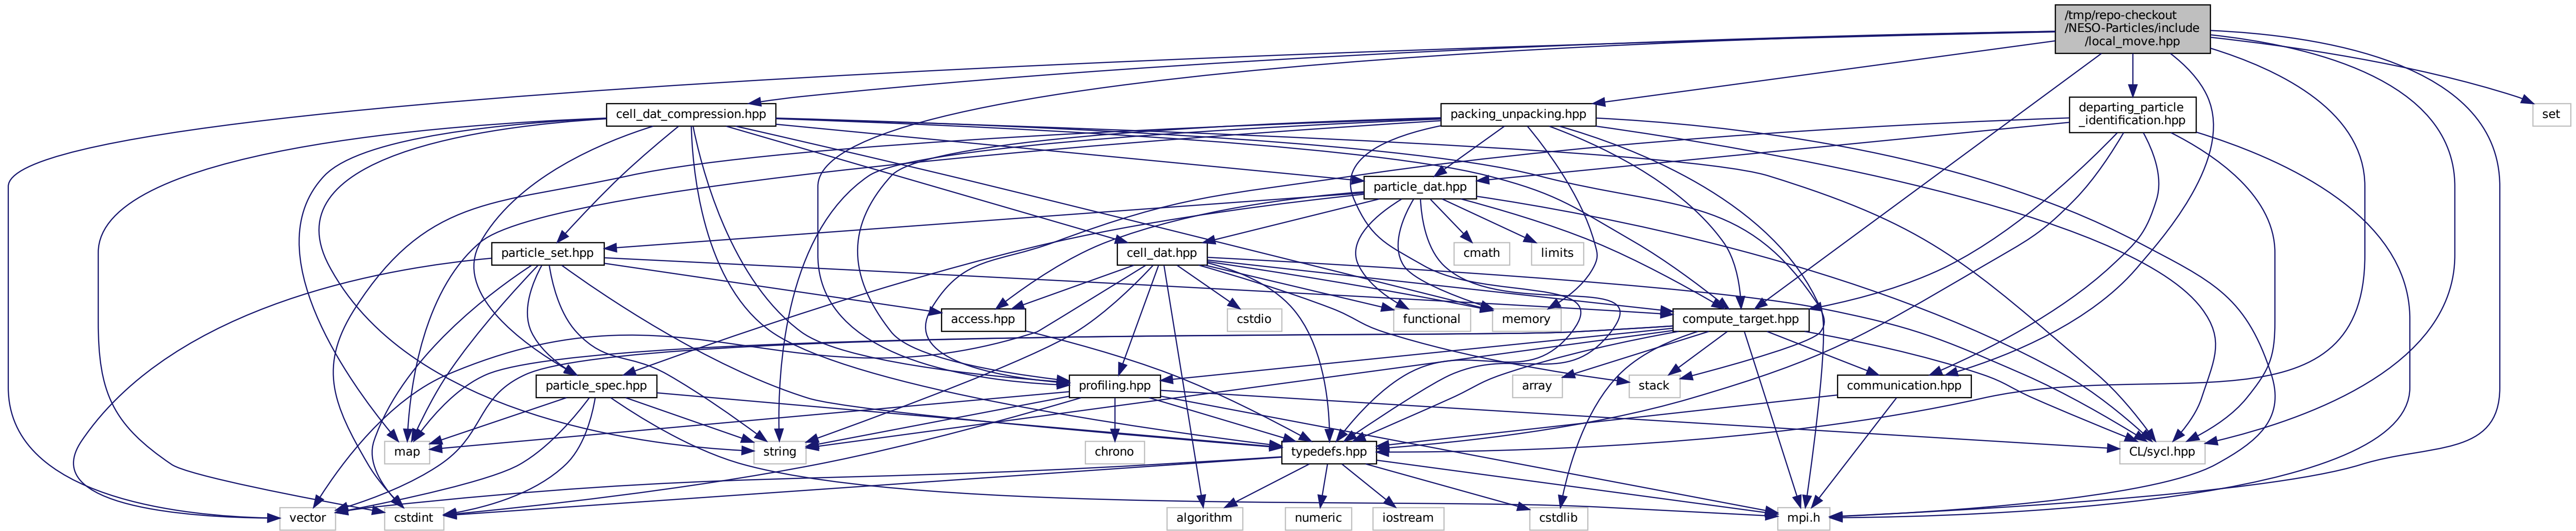 /tmp/repo-checkout
/NESO-Particles/include
/local_move.hpp
cell_dat_compression.hpp
packing_unpacking.hpp
departing_particle
_identification.hpp
set
particle_dat.hpp
particle_set.hpp
cell_dat.hpp
cmath
limits
access.hpp
cstdio
functional
memory
compute_target.hpp
particle_spec.hpp
profiling.hpp
array
stack
communication.hpp
map
string
chrono
typedefs.hpp
CL/sycl.hpp
vector
cstdint
algorithm
numeric
iostream
cstdlib
mpi.h